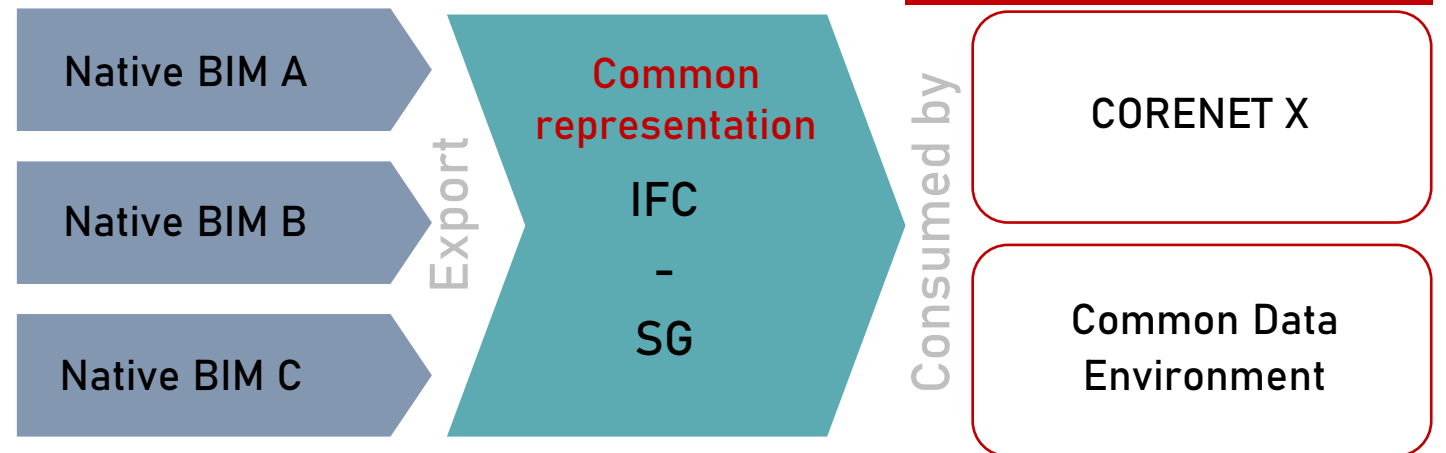 Native BIM A
Native BIM B
Native BIM C
Export
Common
representation
IFC
-
SG
Consumed by
CORENET X
Common Data
Environment